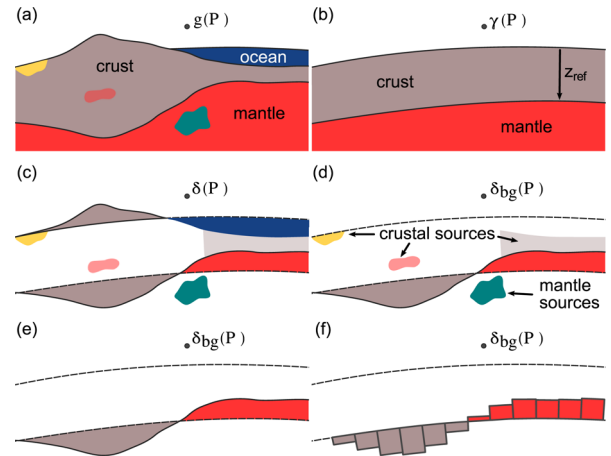 (a)
g(P)
crust
ocean
mantle
(b)
γ(P)
crust
z_ref
mantle
(c)
δ(P)
(d)
δ_bg(P)
crustal sources
mantle
sources
(e)
δ_bg(P)
(f)
δ_bg(P)